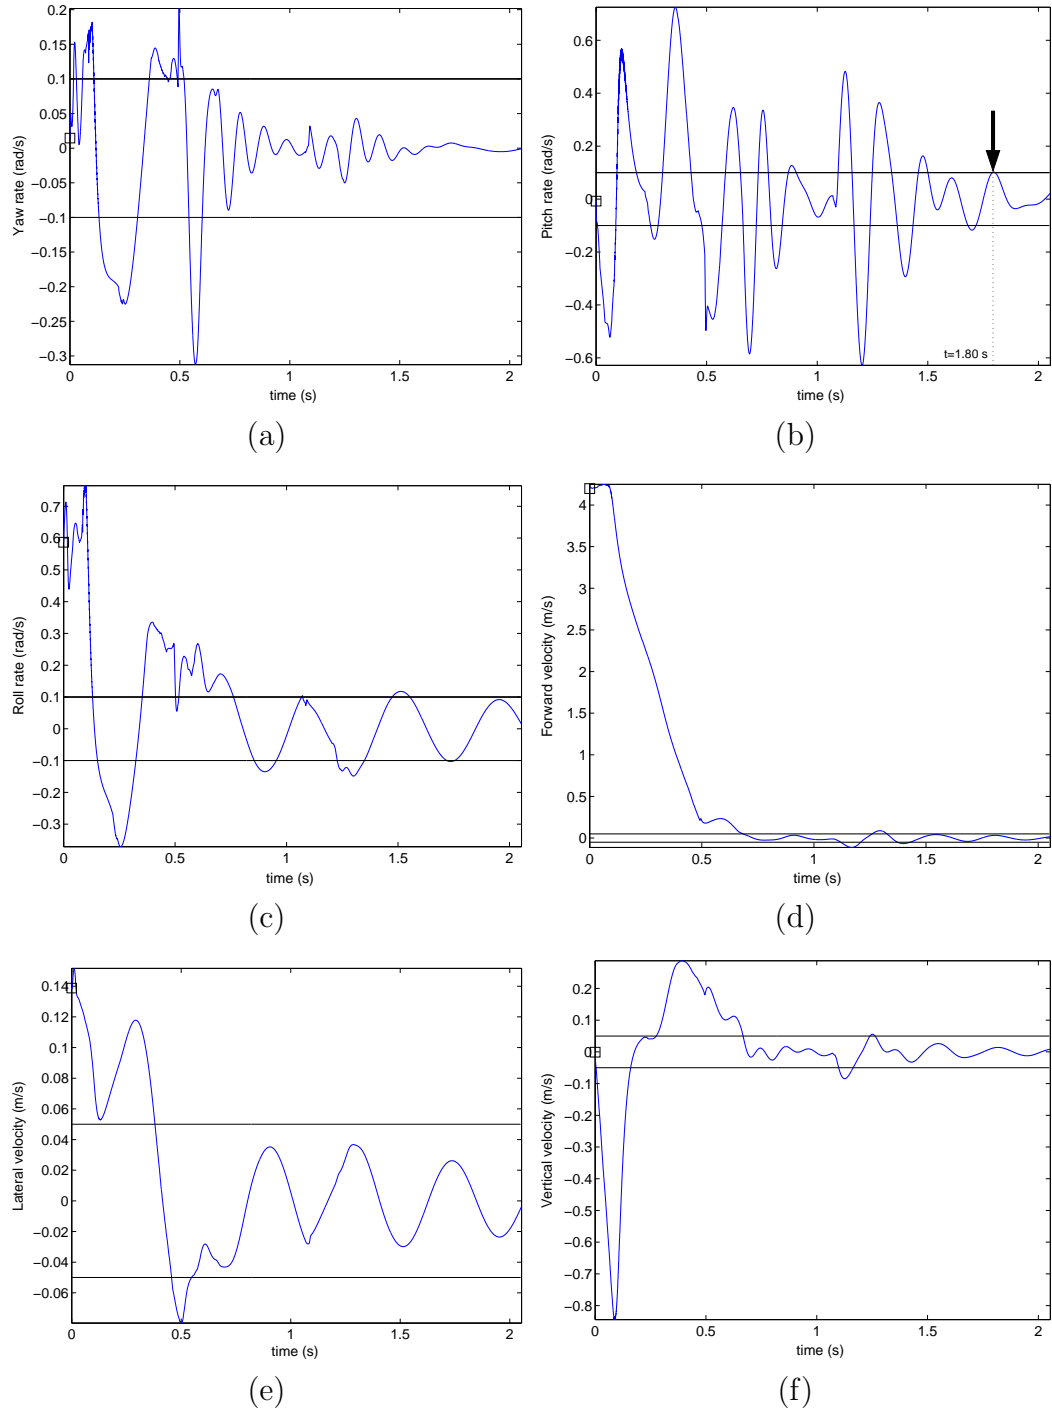 0.2
0.15
0.1
0.05
0
−0.05
−0.1
−0.15
−0.2
−0.25
−0.3
Yaw rate (rad/s)
0 0.5 1 1.5 2
time (s)
(a)
0.6
0.4
0.2
0
−0.2
−0.4
−0.6
Pitch rate (rad/s)
t=1.80 s
0 0.5 1 1.5 2
time (s)
(b)
0.7
0.6
0.5
0.4
0.3
0.2
0.1
0
−0.1
−0.2
−0.3
Roll rate (rad/s)
0 0.5 1 1.5 2
time (s)
(c)
4
3.5
3
2.5
2
1.5
1
0.5
0
Forward velocity (m/s)
0 0.5 1 1.5 2
time (s)
(d)
0.14
0.12
0.1
0.08
0.06
0.04
0.02
0
−0.02
−0.04
−0.06
Lateral velocity (m/s)
0 0.5 1 1.5 2
time (s)
(e)
0.2
0.1
0
−0.1
−0.2
−0.3
−0.4
−0.5
−0.6
−0.7
−0.8
Vertical velocity (m/s)
0 0.5 1 1.5 2
time (s)
(f)